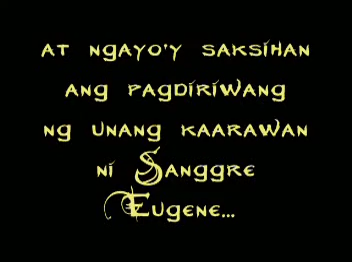 at ngayo'y saksihan
ang pagdiriwang
ng unang kaarawan
ni Sanggre
Eugene...